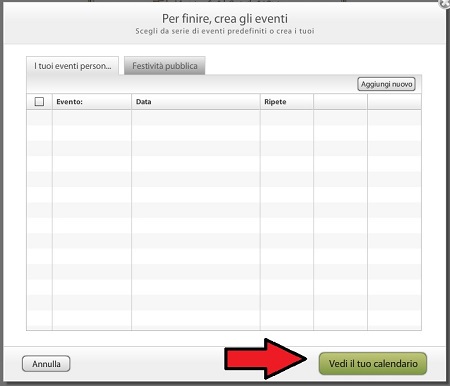 Per finire, crea gli eventi
Scegli da serie di eventi predefiniti o crea i tuoi
I tuoi eventi person...
Festività pubblica
Aggiungi nuovo
Evento: Data Ripete
Annulla
Vedi il tuo calendario